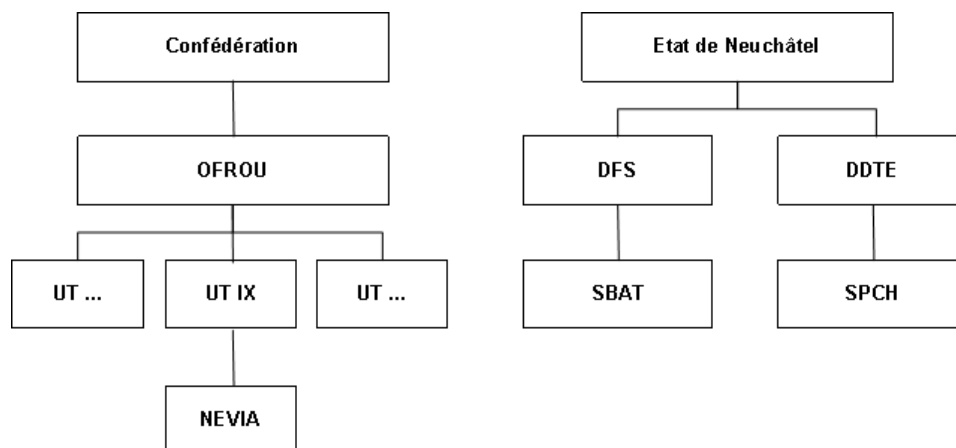 Confédération
Etat de Neuchâtel
OFROU
DFS
DDTE
UT ...
UT IX
UT ...
SBAT
SPCH
NEVIA